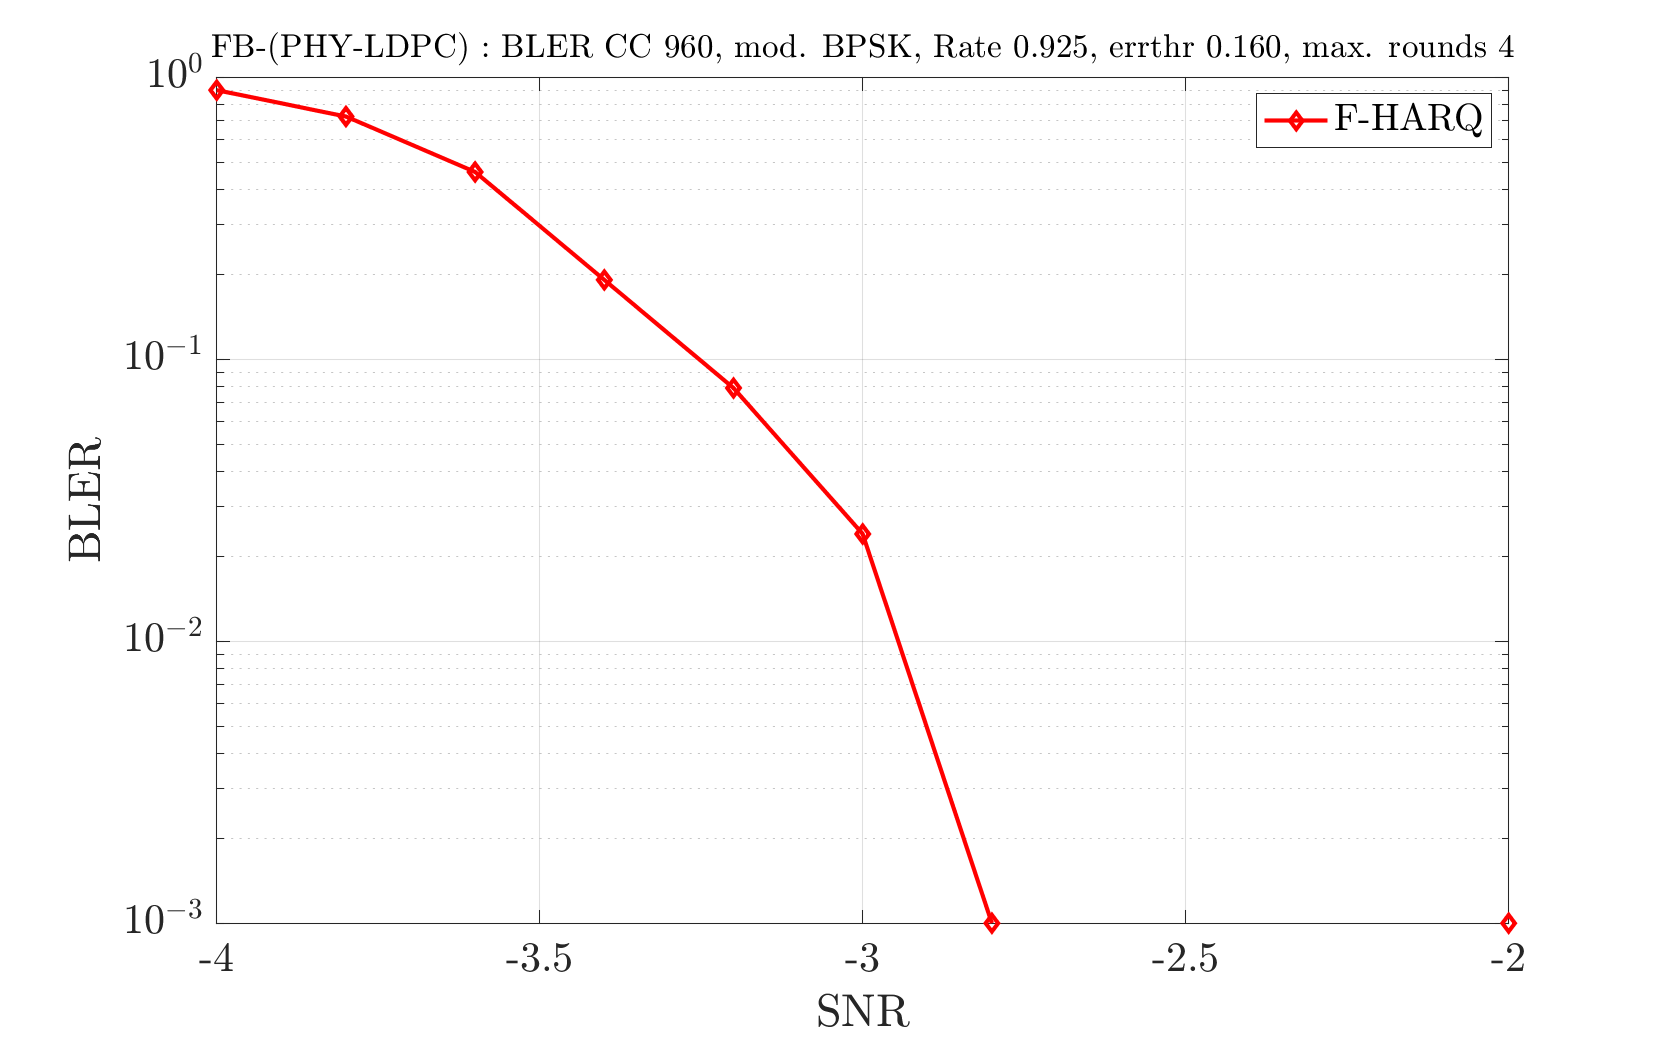 FB-(PHY-LDPC) : BLER CC 960, mod. BPSK, Rate 0.925, errthr 0.160, max. rounds 4
F-HARQ
10^0
10^{-1}
10^{-2}
10^{-3}
BLER
-4 -3.5 -3 -2.5 -2
SNR